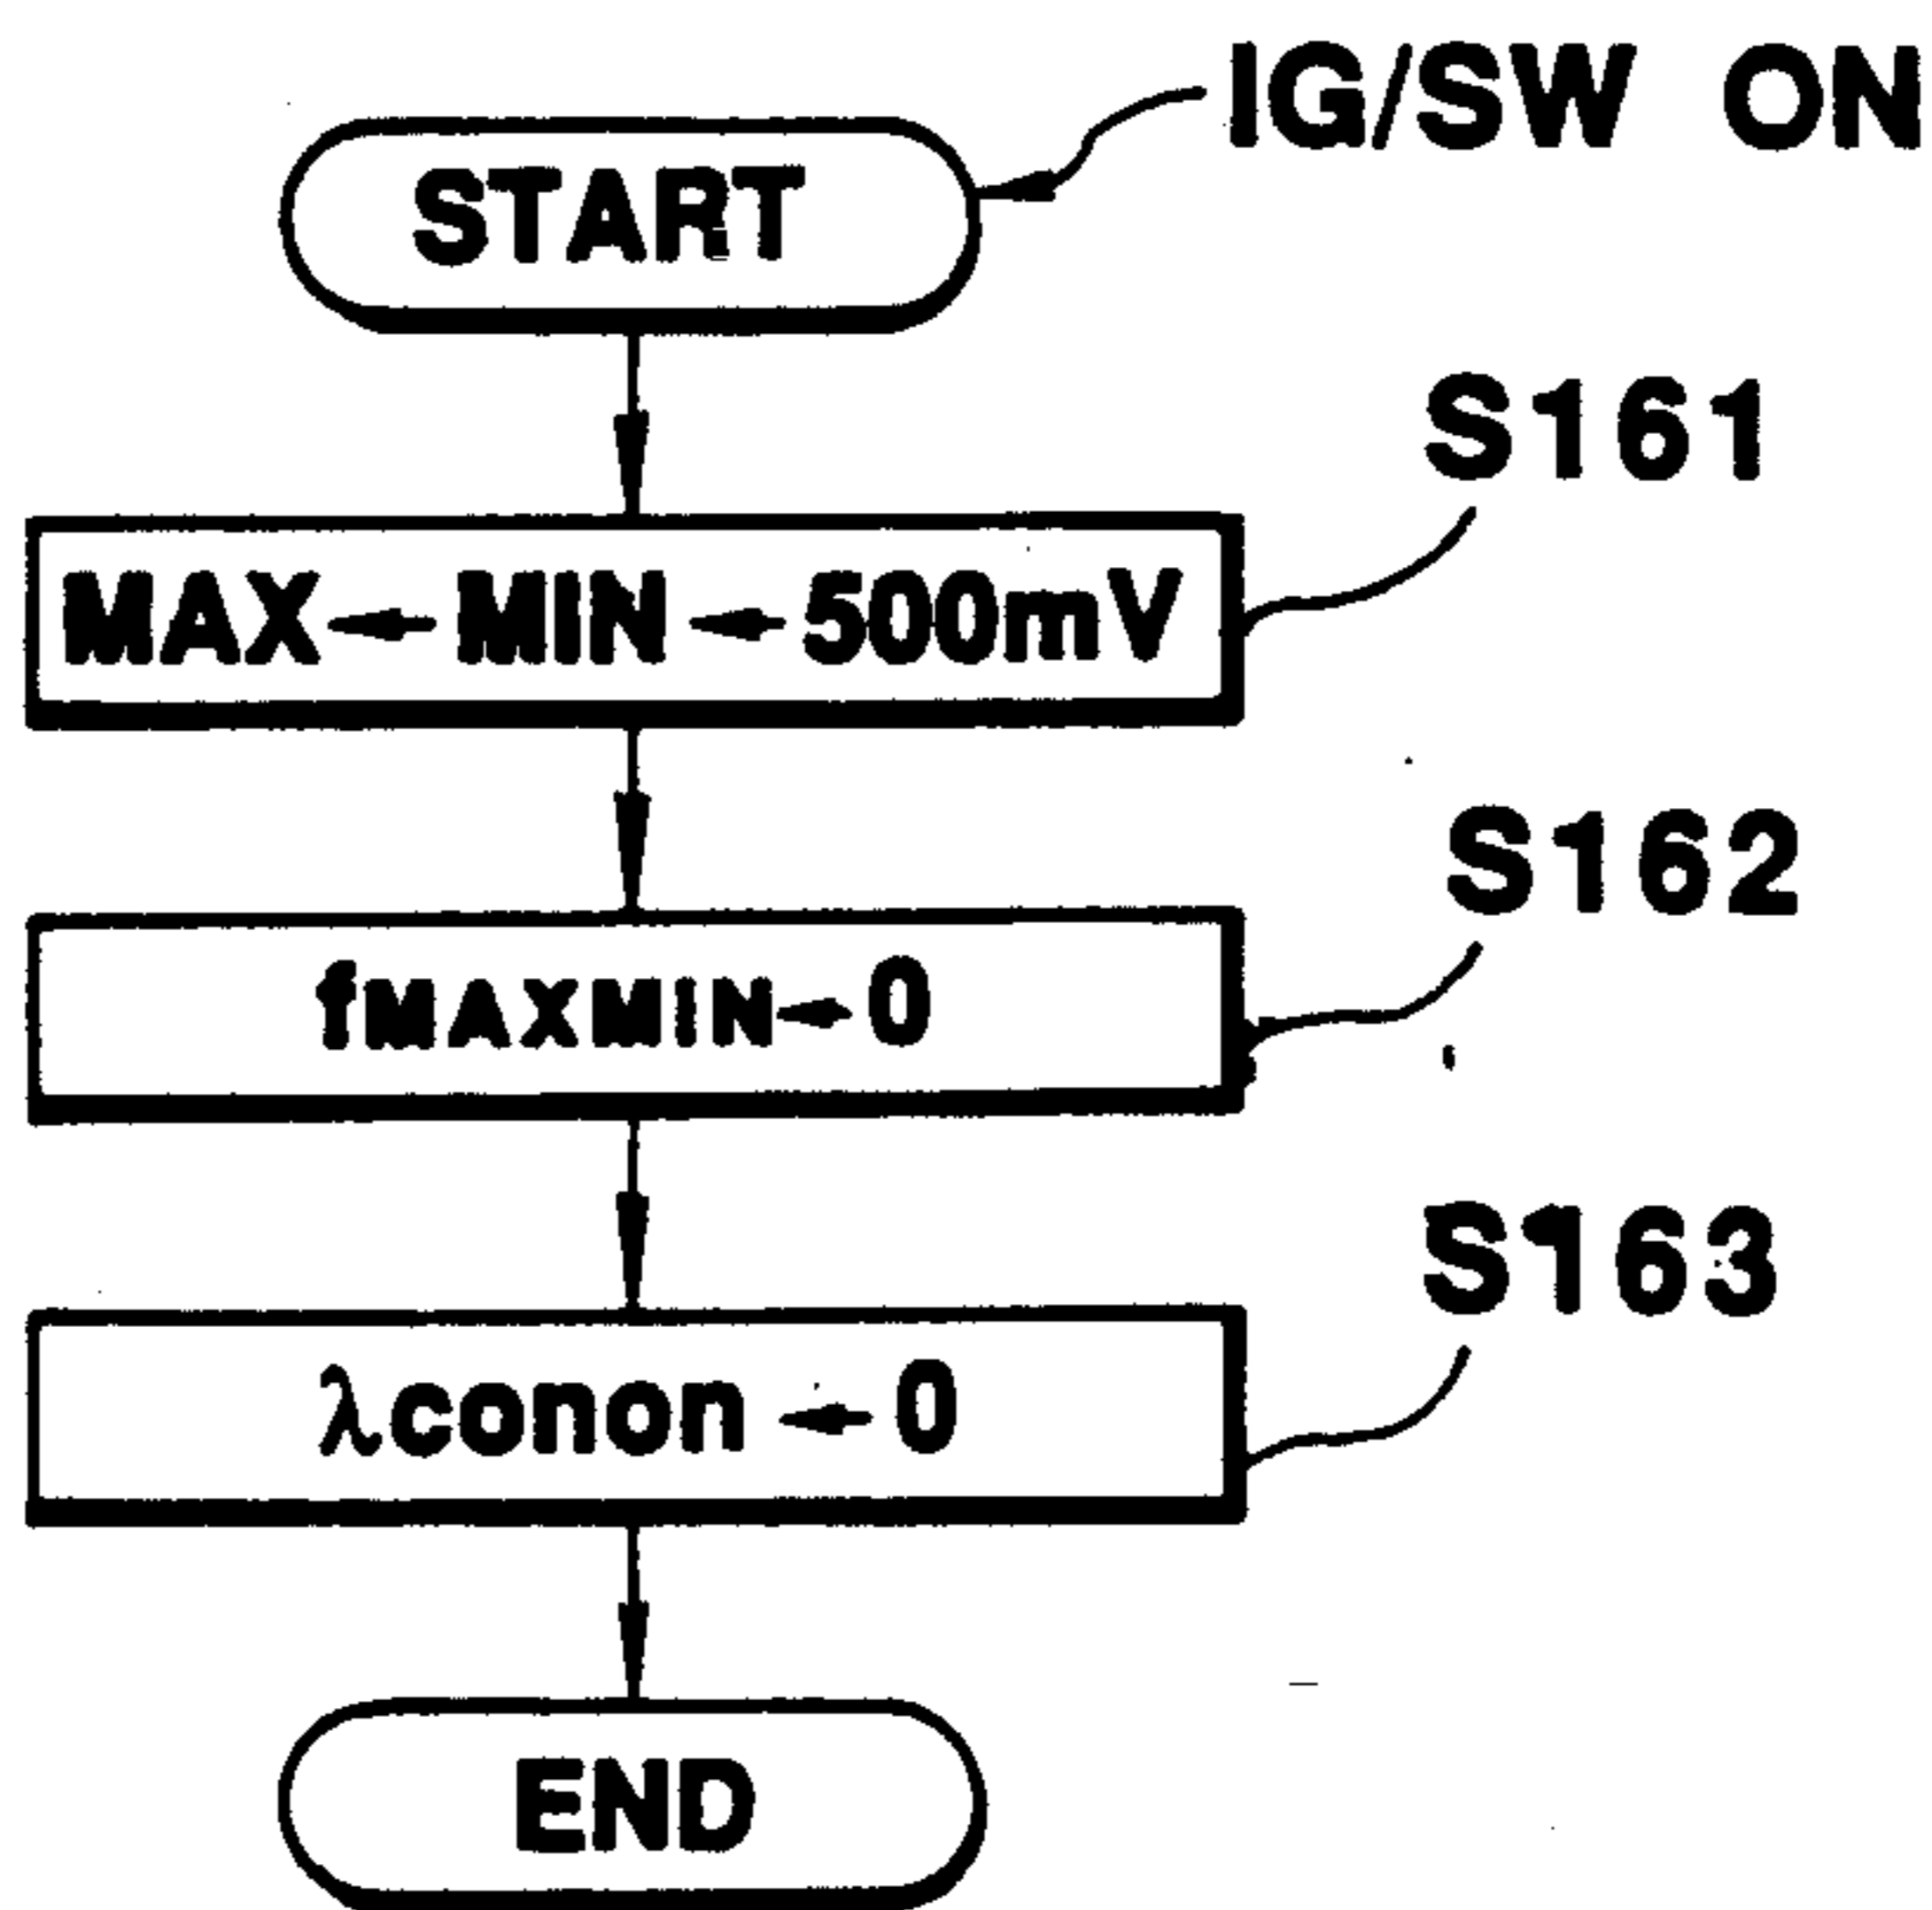 IG/SW ON
START
S161
MAX←MIN←500mV
S162
fMAXMIN←0
S163
λconon←0
END